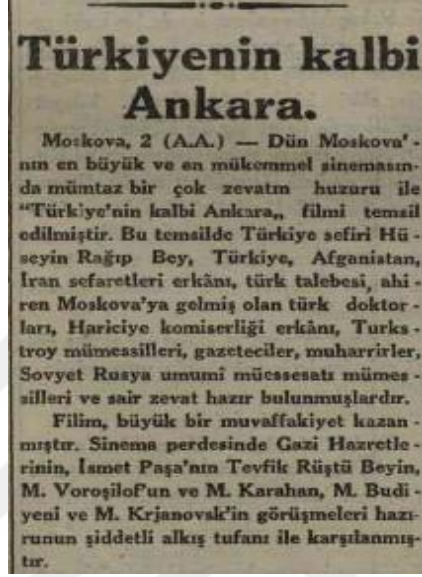 Türkiyenin kalbi
Ankara.
Moskova, 2 (A.A.) — Dün Moskova'-
nın en büyük ve en mükemmel sinemasın-
da mümtaz bir çok zevatın huzuru ile
"Türkiye'nin kalbi Ankara„ filmi temsil
edilmiştir. Bu temsilde Türkiye sefiri Hü-
seyin Rağıp Bey, Türkiye, Afganistan,
İran sefaretleri erkânı, türk talebesi, ahi-
ren Moskova'ya gelmiş olan türk doktor-
ları, Hariciye komiserliği erkânı, Turks-
troy mümessilleri, gazeteciler, muharrirler,
Sovyet Rusya umumî müessesatı mümes-
silleri ve sair zevat hazır bulunmuşlardır.
Filim, büyük bir muvaffakiyet kazan-
mıştır. Sinema perdesinde Gazi Hazretle-
rinin, İsmet Paşa'nın Tevfik Rüştü Beyin,
M. Voroşilof'un ve M. Karahan, M. Budi-
yeni ve M. Krjanovsk'in görüşmeleri hazı-
runun şiddetli alkış tufanı ile karşılanmış-
tır.